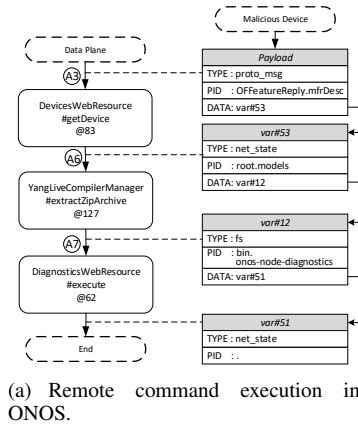 Data Plane
A3
DevicesWebResource
#getDevice
@83
A6
YangLiveCompilerManager
#extractZipArchive
@127
A7
DiagnosticsWebResource
#execute
@62
End
Malicious Device
Payload
TYPE : proto_msg
PID : OFFeatureReply.mfrDesc
DATA: var#53
var#53
TYPE : net_state
PID : root.models
DATA: var#12
var#12
TYPE : fs
PID : bin.
onos-node-diagnostics
DATA: var#51
var#51
TYPE : net_state
PID : .
(a) Remote command execution in
ONOS.